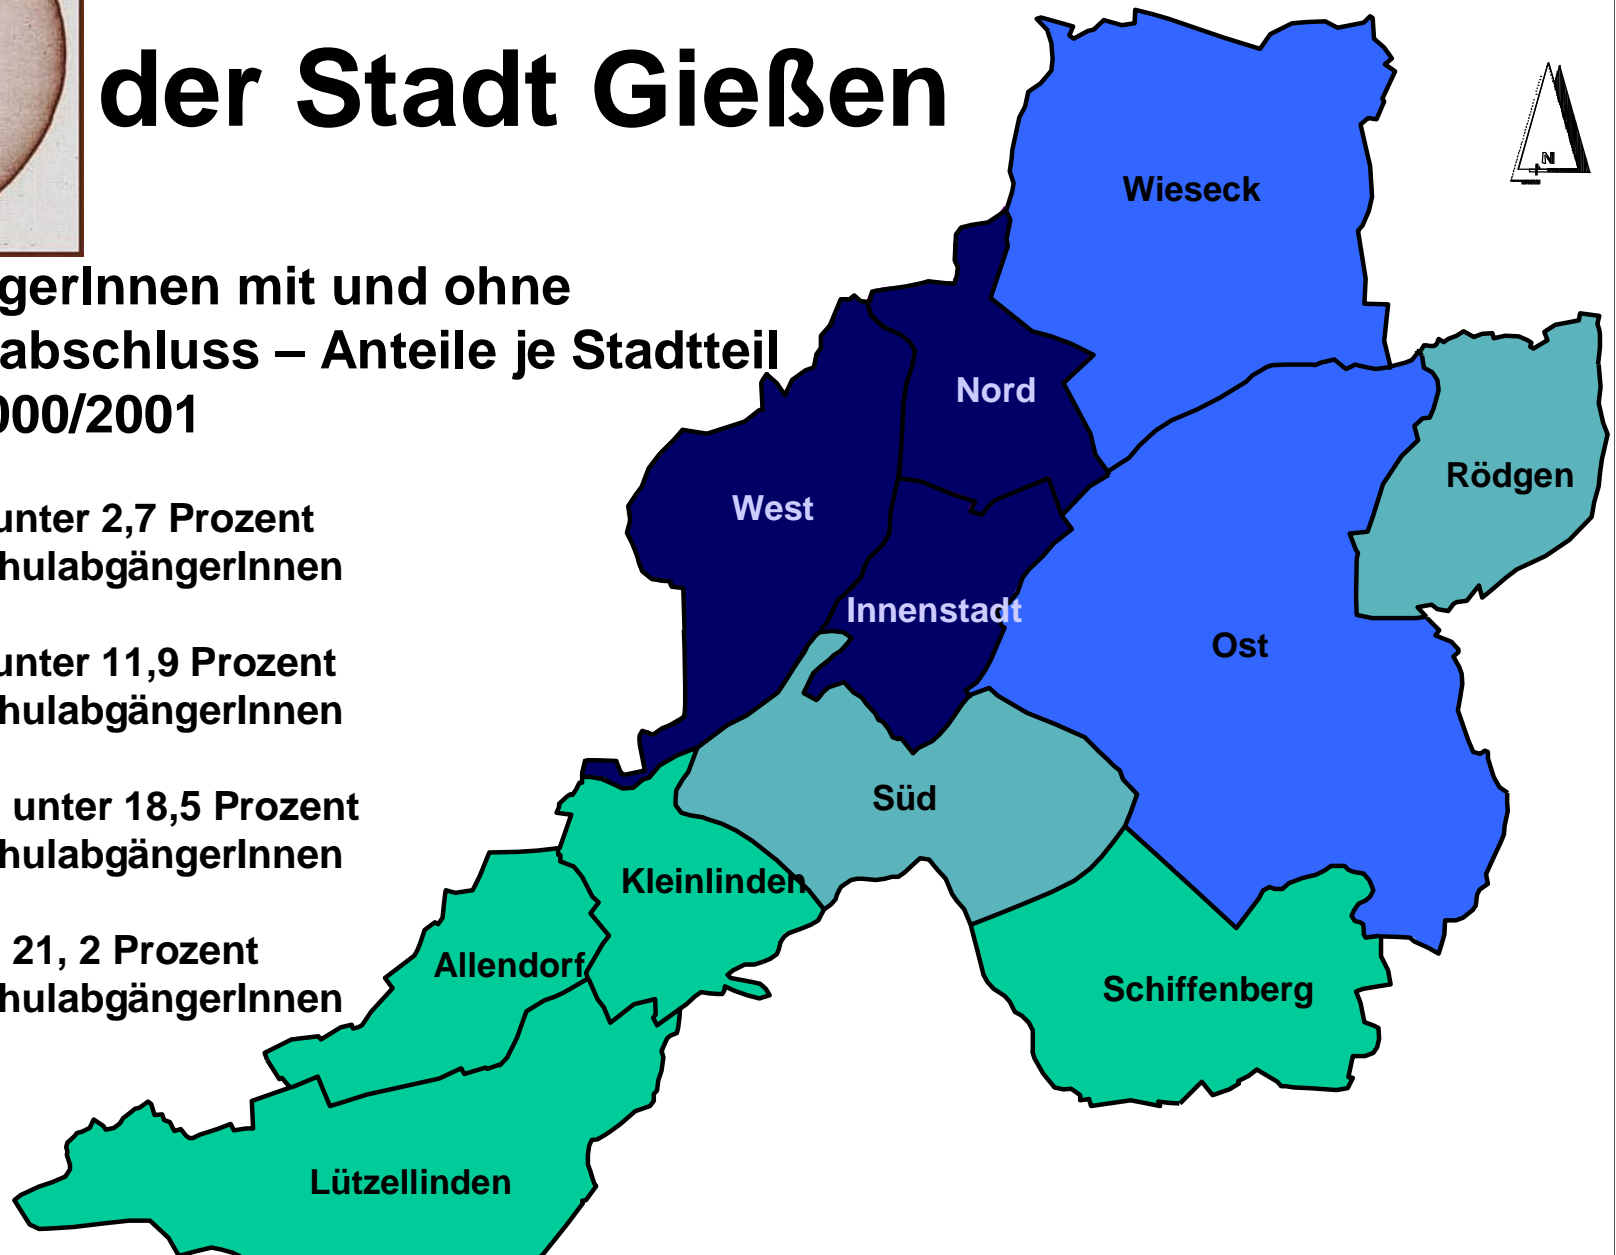 der Stadt Gießen
gerInnen mit und ohne
abschluss – Anteile je Stadtteil
000/2001
unter 2,7 Prozent
hulabgängerInnen
unter 11,9 Prozent
hulabgängerInnen
unter 18,5 Prozent
hulabgängerInnen
21, 2 Prozent
hulabgängerInnen
Wieseck
N
Nord
Rödgen
West
Innenstadt
Ost
Süd
Kleinlinden
Allendorf
Schiffenberg
Lützellinden